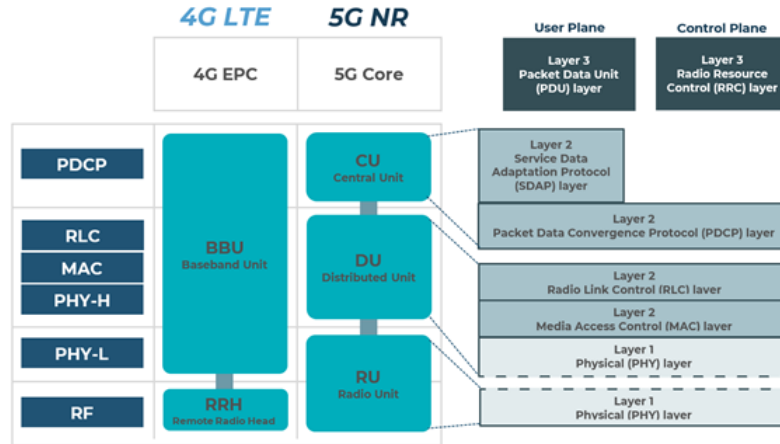 4G LTE
5G NR
User Plane
Control Plane
4G EPC
5G Core
Layer 3
Packet Data Unit
(PDU) layer
Layer 3
Radio Resource
Control (RRC) layer
PDCP
RLC
MAC
PHY-H
PHY-L
RF
BBU
Baseband Unit
RRH
Remote Radio Head
CU
Central Unit
DU
Distributed Unit
RU
Radio Unit
Layer 2
Service Data
Adaptation Protocol
(SDAP) layer
Layer 2
Packet Data Convergence Protocol (PDCP) layer
Layer 2
Radio Link Control (RLC) layer
Layer 2
Media Access Control (MAC) layer
Layer 1
Physical (PHY) layer
Layer 1
Physical (PHY) layer